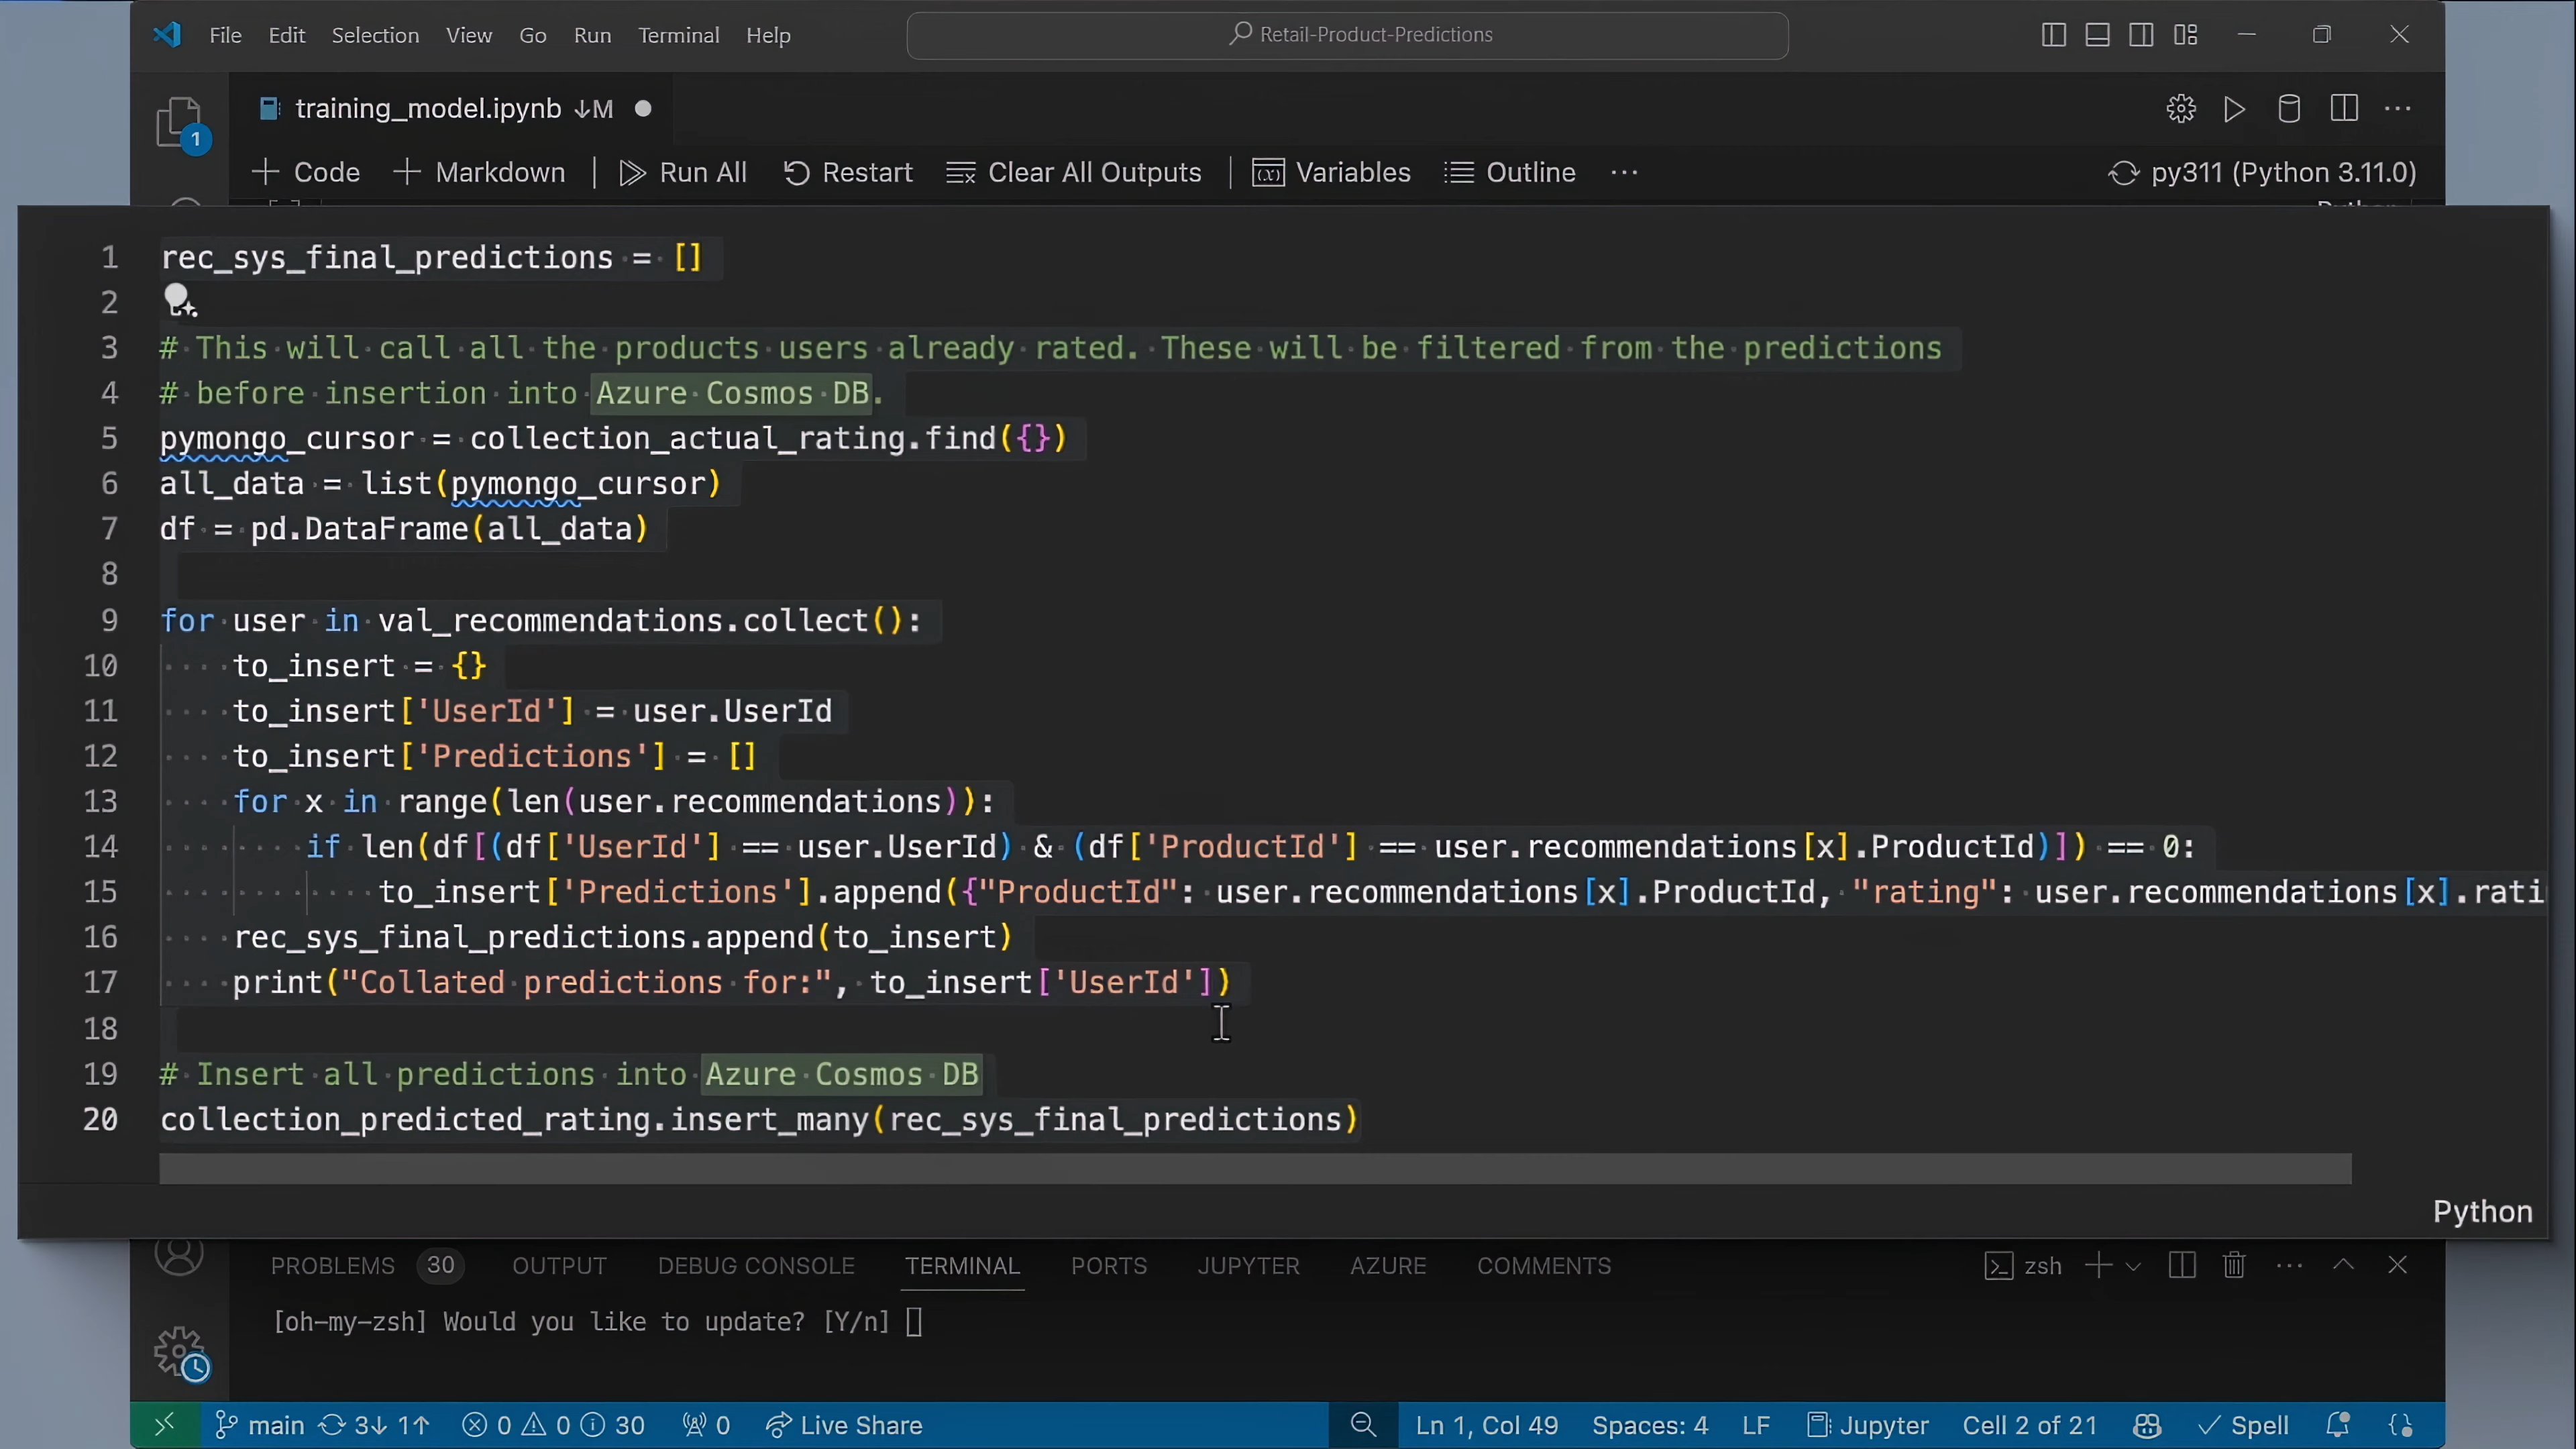 File Edit Selection View Go Run Terminal Help Retail-Product-Predictions
training_model.ipynb ↓M
1
+ Code + Markdown | Run All Restart Clear All Outputs | Variables Outline ... py311 (Python 3.11.0)
1 rec_sys_final_predictions = []
2
3 # This will call all the products users already rated. These will be filtered from the predictions
4 # before insertion into Azure Cosmos DB.
5 pymongo_cursor = collection_actual_rating.find({})
6 all_data = list(pymongo_cursor)
7 df = pd.DataFrame(all_data)
8
9 for user in val_recommendations.collect():
10 to_insert = {}
11 to_insert['UserId'] = user.UserId
12 to_insert['Predictions'] = []
13 for x in range(len(user.recommendations)):
14 if len(df[(df['UserId'] == user.UserId) & (df['ProductId'] == user.recommendations[x].ProductId)]) == 0:
15 to_insert['Predictions'].append({"ProductId": user.recommendations[x].ProductId, "rating": user.recommendations[x].rati
16 rec_sys_final_predictions.append(to_insert)
17 print("Collated predictions for:", to_insert['UserId'])
18
19 # Insert all predictions into Azure Cosmos DB
20 collection_predicted_rating.insert_many(rec_sys_final_predictions)
Python
PROBLEMS 30 OUTPUT DEBUG CONSOLE TERMINAL PORTS JUPYTER AZURE COMMENTS zsh
[oh-my-zsh] Would you like to update? [Y/n]
main 3↓ 1↑ 0 0 30 0 Live Share Ln 1, Col 49 Spaces: 4 LF Jupyter Cell 2 of 21 Spell